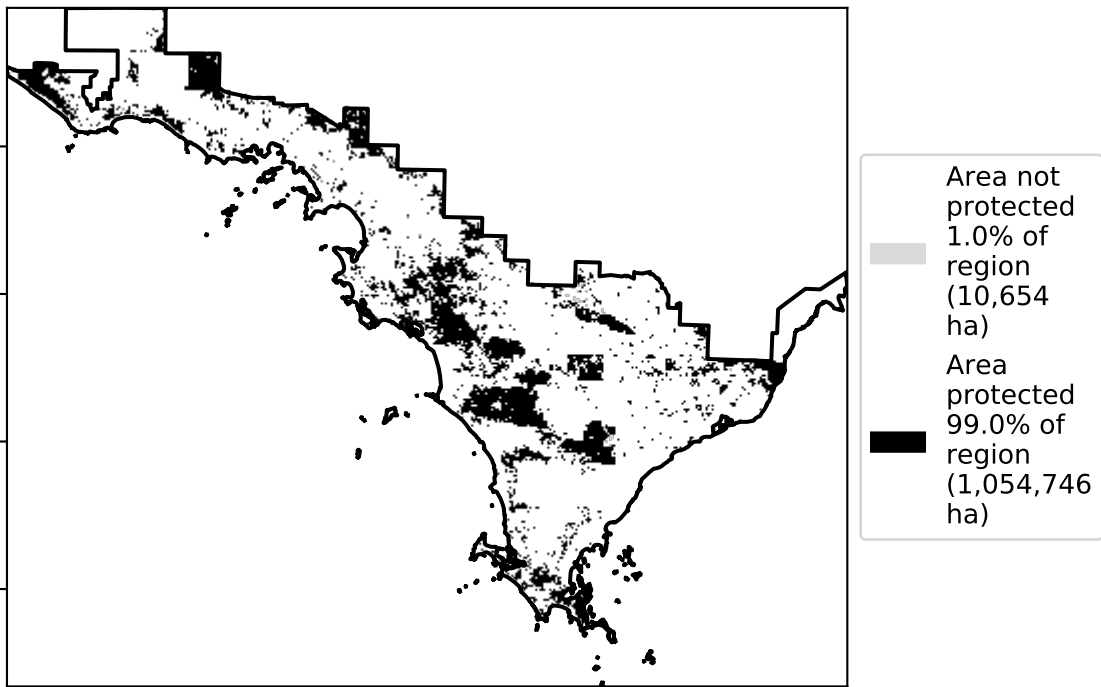 Area not
protected
1.0% of
region
(10,654
ha)
Area
protected
99.0% of
region
(1,054,746
ha)